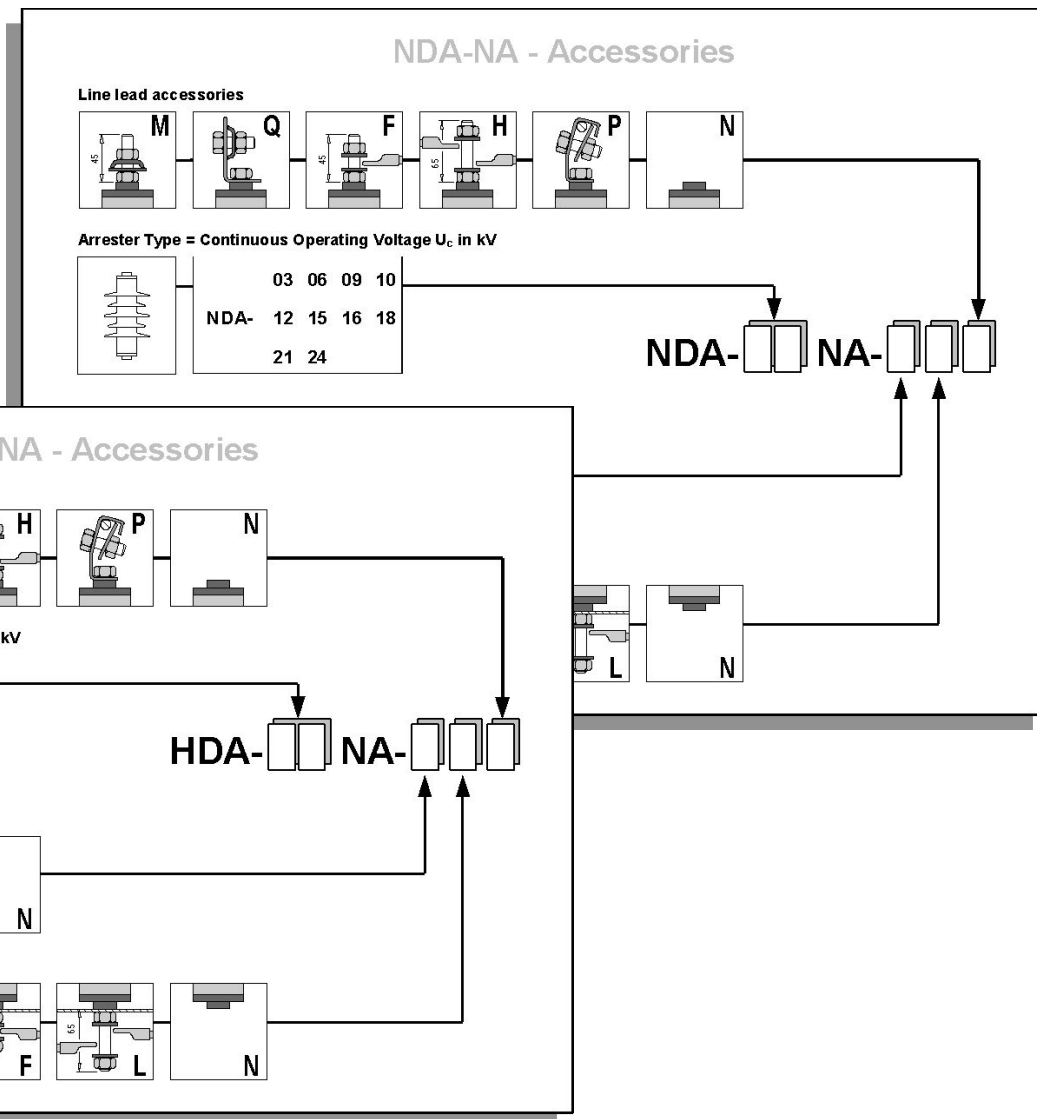 NDA-NA - Accessories
Line lead accessories
M Q F H P N
45 45 65
Arrester Type = Continuous Operating Voltage Uc in kV
03 06 09 10
NDA- 12 15 16 18
21 24
NDA- NA-
L N
NA - Accessories
H P N
kV
HDA- NA-
N
65
F L N